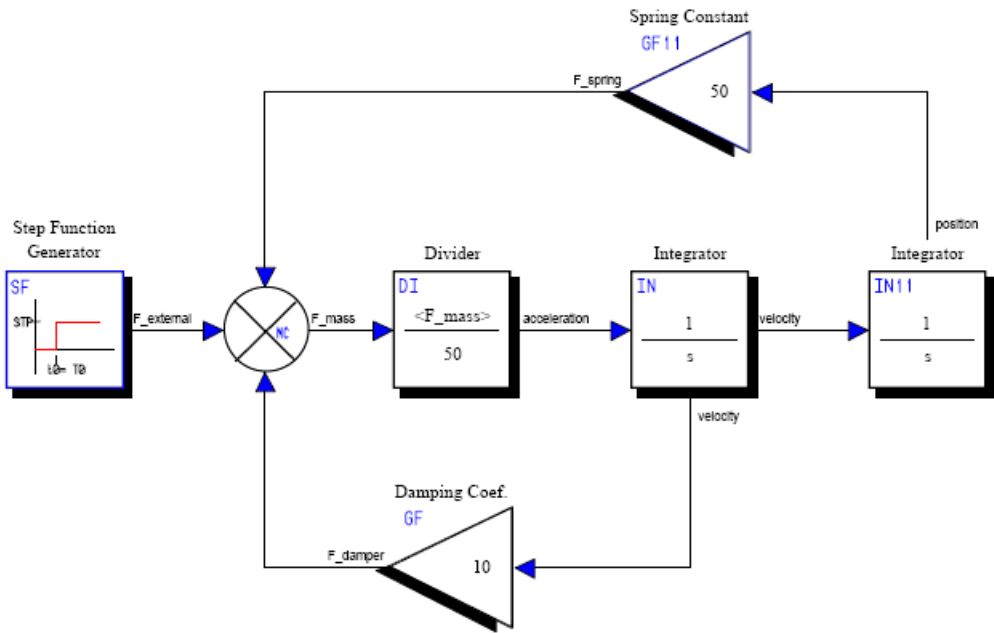 Spring Constant
GF11
F_spring
50
position
Step Function
Generator
SF
STP
t0= T0
F_external
NC
F_mass
Divider
DI
<F_mass>
50
acceleration
Integrator
IN
1
s
velocity
Integrator
IN11
1
s
velocity
Damping Coef.
GF
F_damper
10